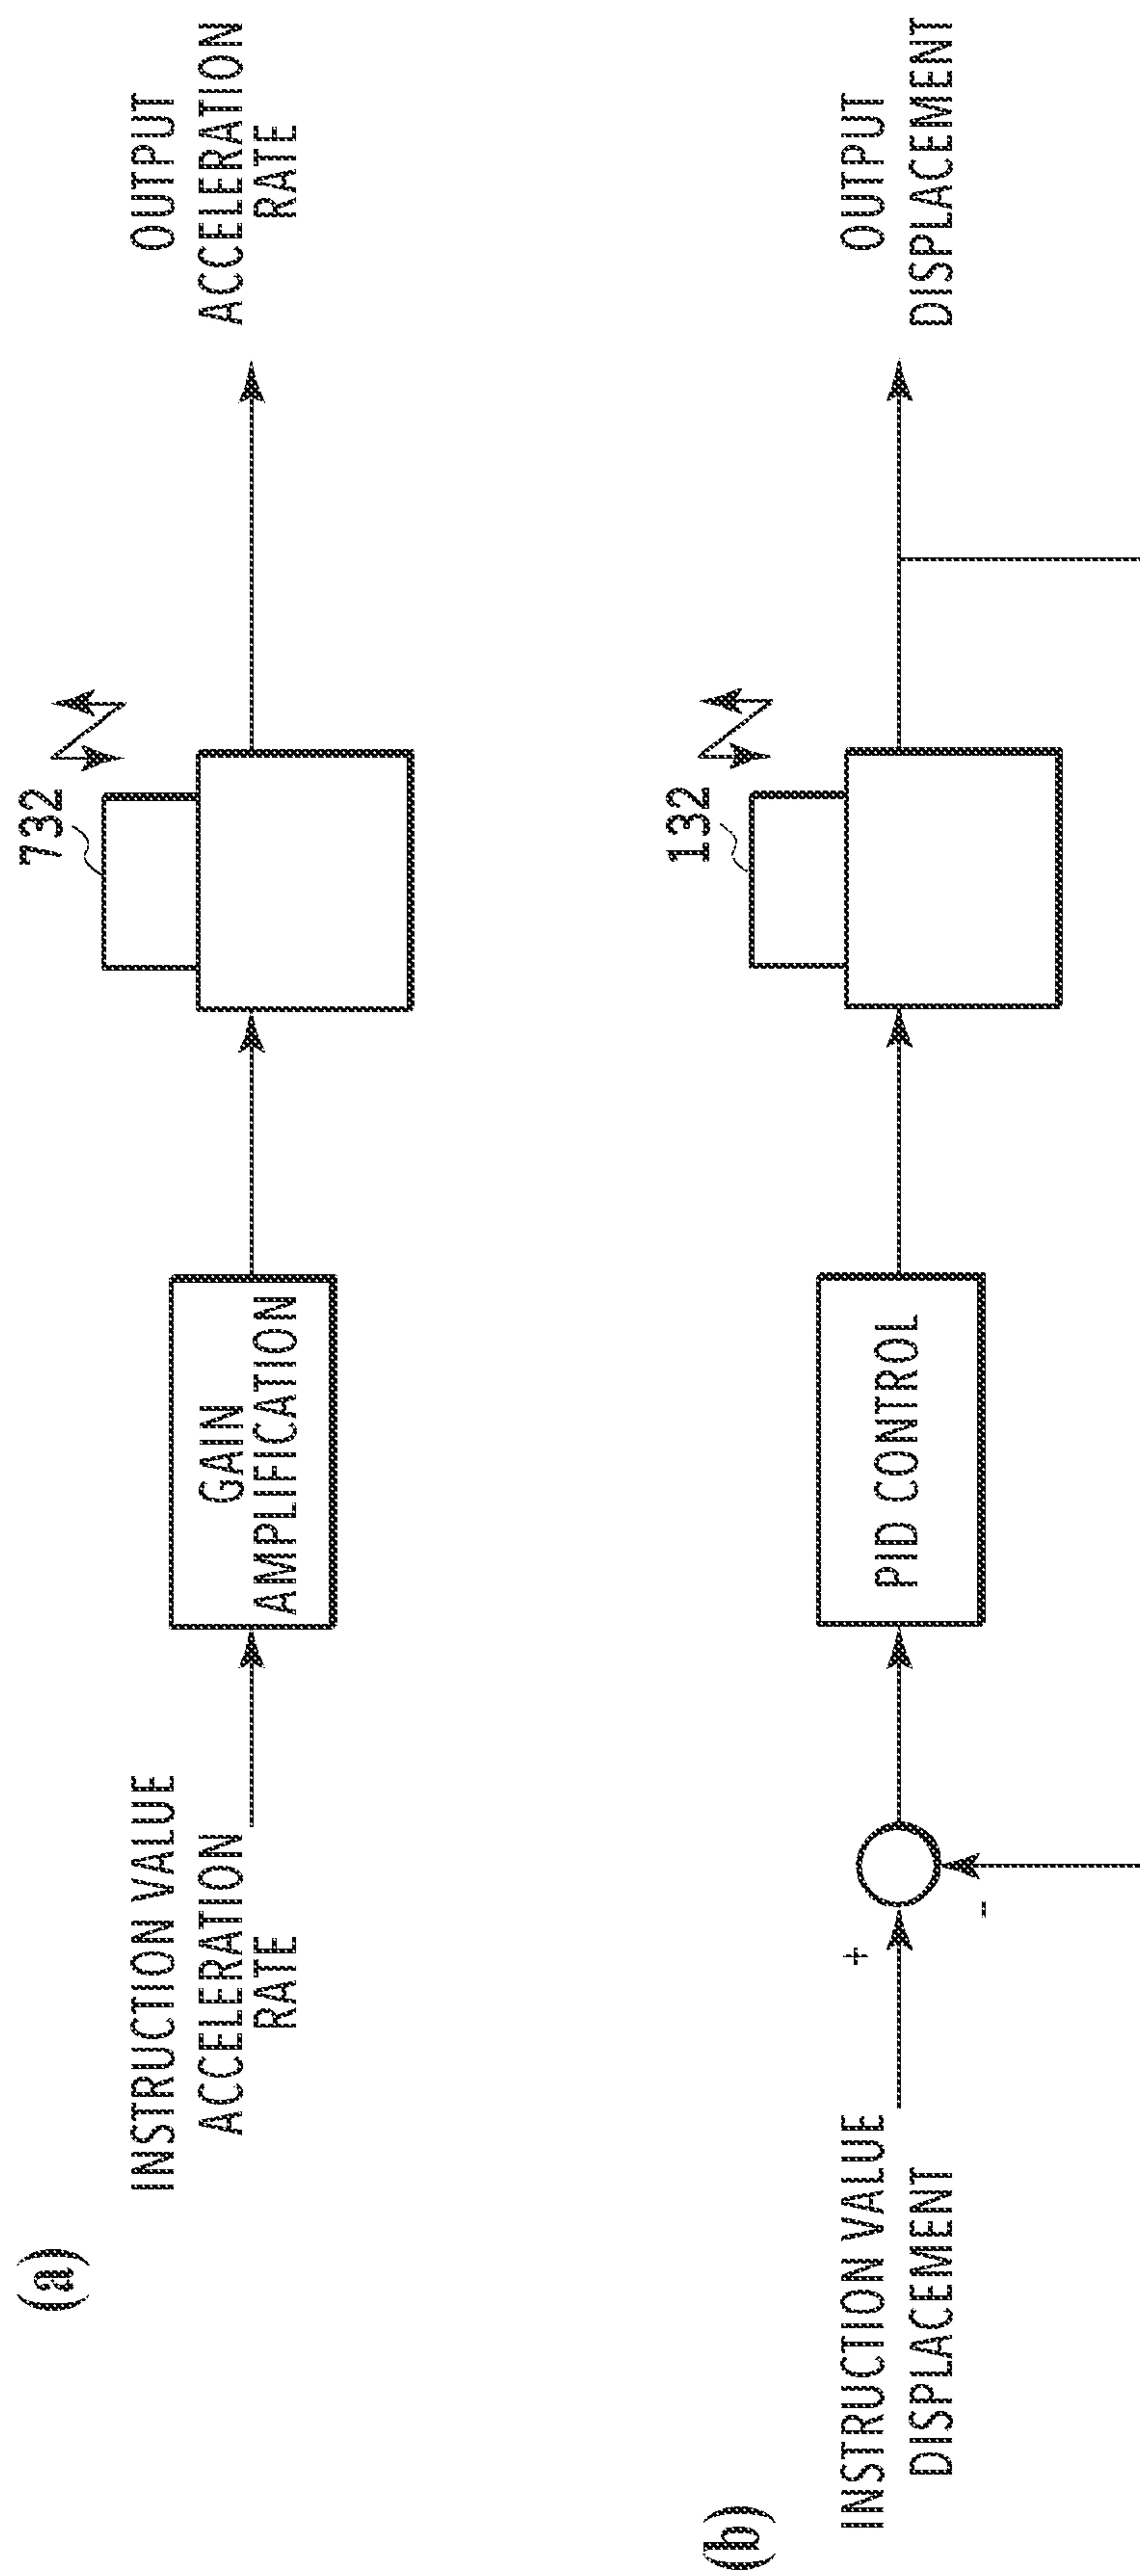 (a)
INSTRUCTION VALUE
ACCELERATION
RATE
GAIN
AMPLIFICATION
732
OUTPUT
ACCELERATION
RATE
(b)
INSTRUCTION VALUE
DISPLACEMENT
+
-
PID CONTROL
132
OUTPUT
DISPLACEMENT